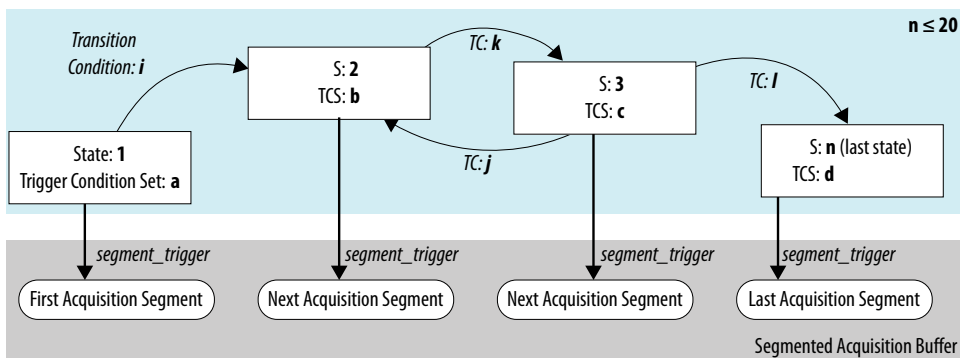 n ≤ 20
Transition
Condition: i
TC: k
S: 2
TCS: b
S: 3
TCS: c
TC: l
TC: j
State: 1
Trigger Condition Set: a
S: n (last state)
TCS: d
segment_trigger
segment_trigger
segment_trigger
segment_trigger
First Acquisition Segment
Next Acquisition Segment
Next Acquisition Segment
Last Acquisition Segment
Segmented Acquisition Buffer